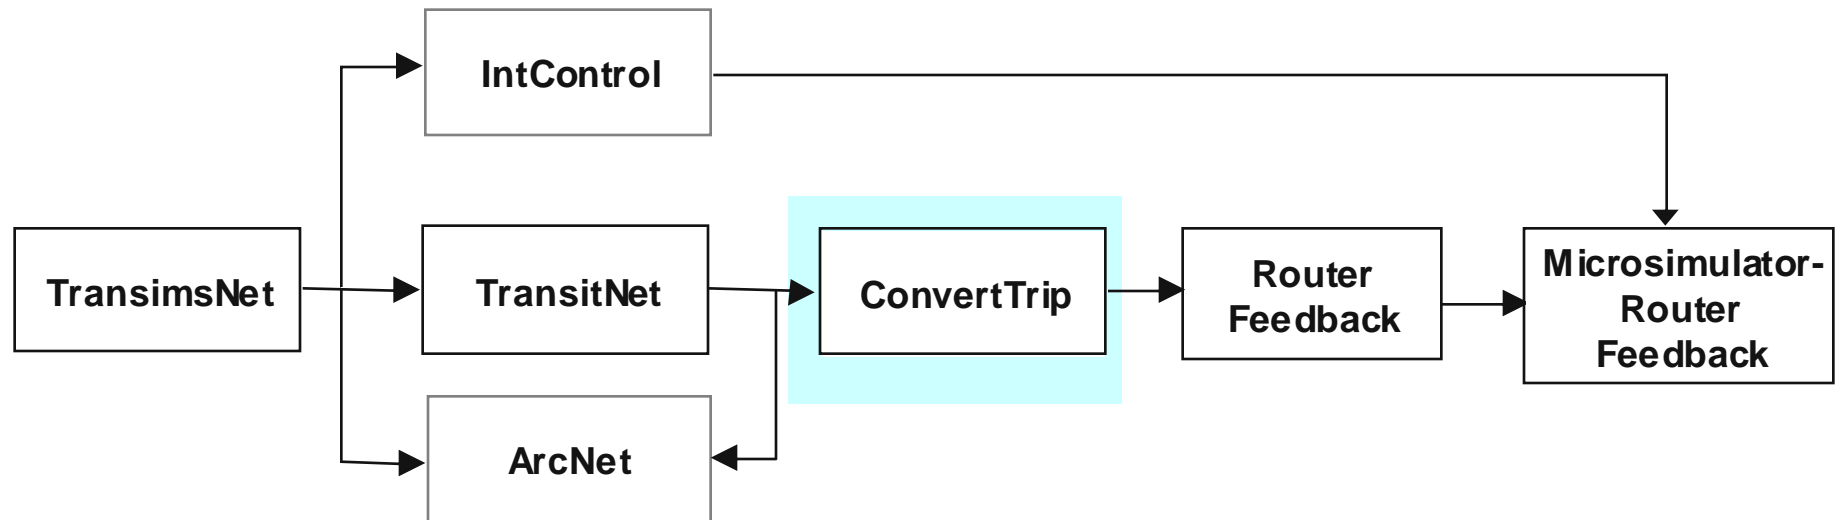 IntControl
TransimsNet
TransitNet
ConvertTrip
Router
Feedback
Microsimulator-
Router
Feedback
ArcNet